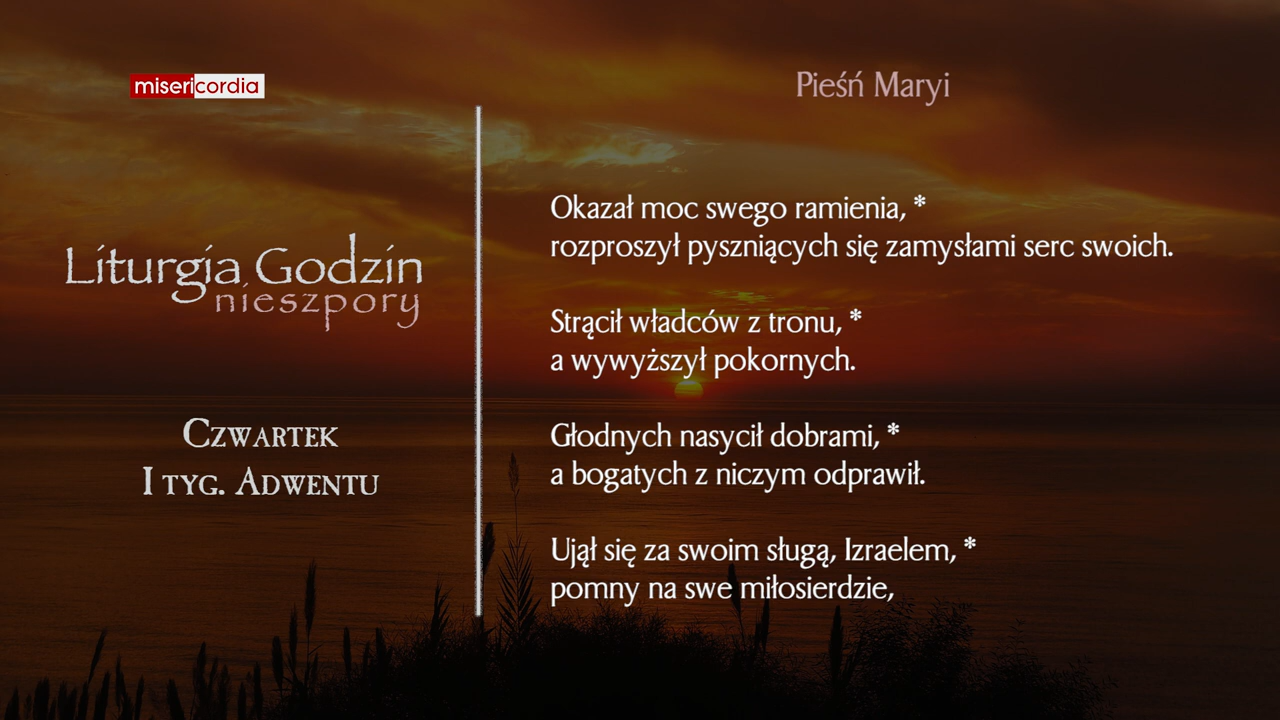 misericordia
Pieśń Maryi
Liturgia Godzin
nieszpory
Czwartek
I tyg. Adwentu
Okazał moc swego ramienia, *
rozproszył pyszniących się zamysłami serc swoich.
Strącił władców z tronu, *
a wywyższył pokornych.
Głodnych nasycił dobrami, *
a bogatych z niczym odprawił.
Ujął się za swoim sługą, Izraelem, *
pomny na swe miłosierdzie,